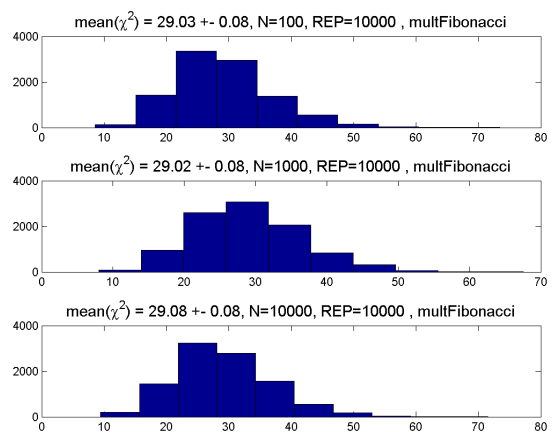 mean(χ²) = 29.03 +- 0.08, N=100, REP=10000 , multFibonacci
4000
2000
0
0 10 20 30 40 50 60 70 80
mean(χ²) = 29.02 +- 0.08, N=1000, REP=10000 , multFibonacci
4000
2000
0
0 10 20 30 40 50 60 70
mean(χ²) = 29.08 +- 0.08, N=10000, REP=10000 , multFibonacci
4000
2000
0
0 10 20 30 40 50 60 70 80